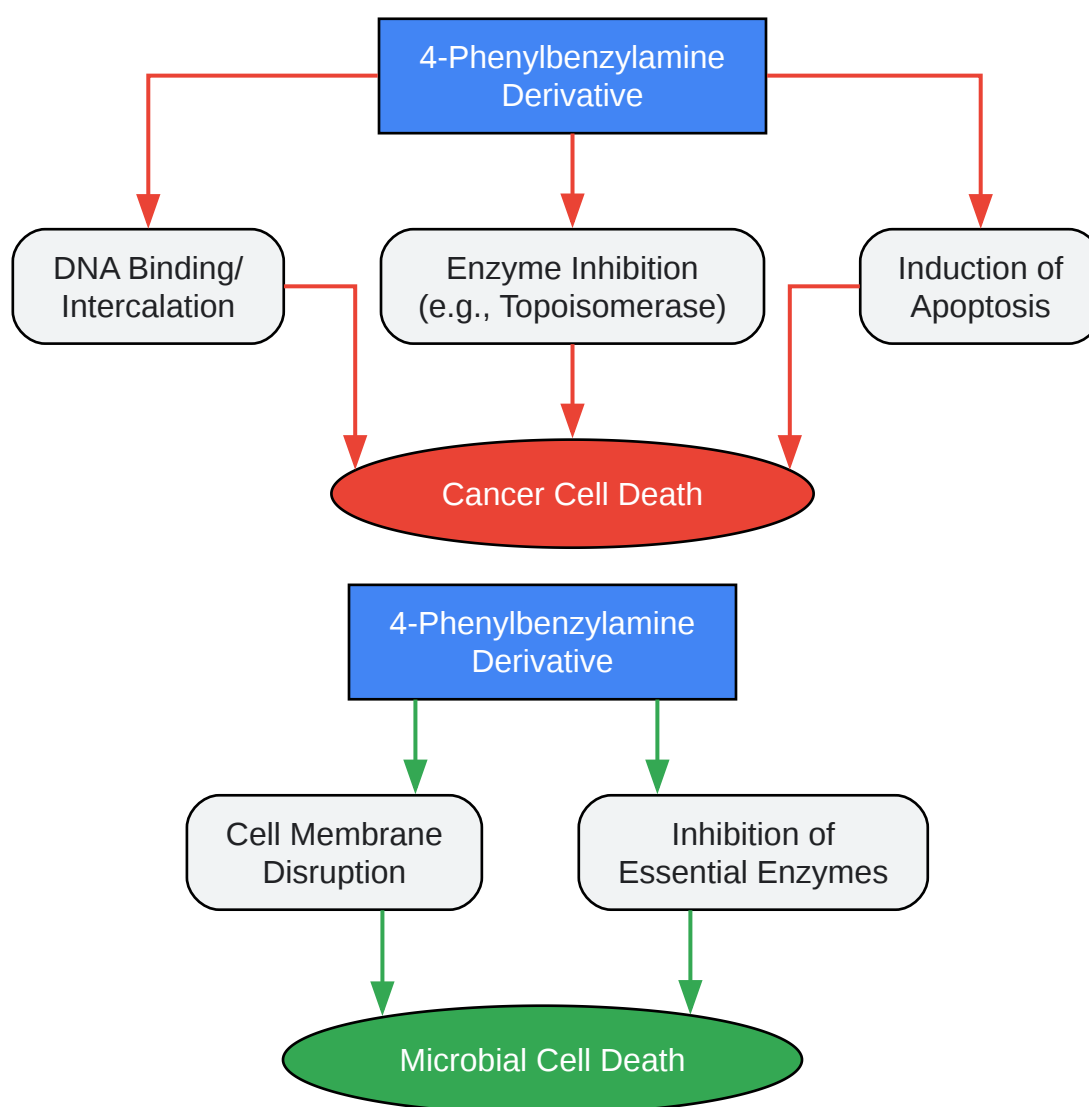 4-Phenylbenzylamine
Derivative
DNA Binding/
Intercalation
Enzyme Inhibition
(e.g., Topoisomerase)
Induction of
Apoptosis
Cancer Cell Death
4-Phenylbenzylamine
Derivative
Cell Membrane
Disruption
Inhibition of
Essential Enzymes
Microbial Cell Death